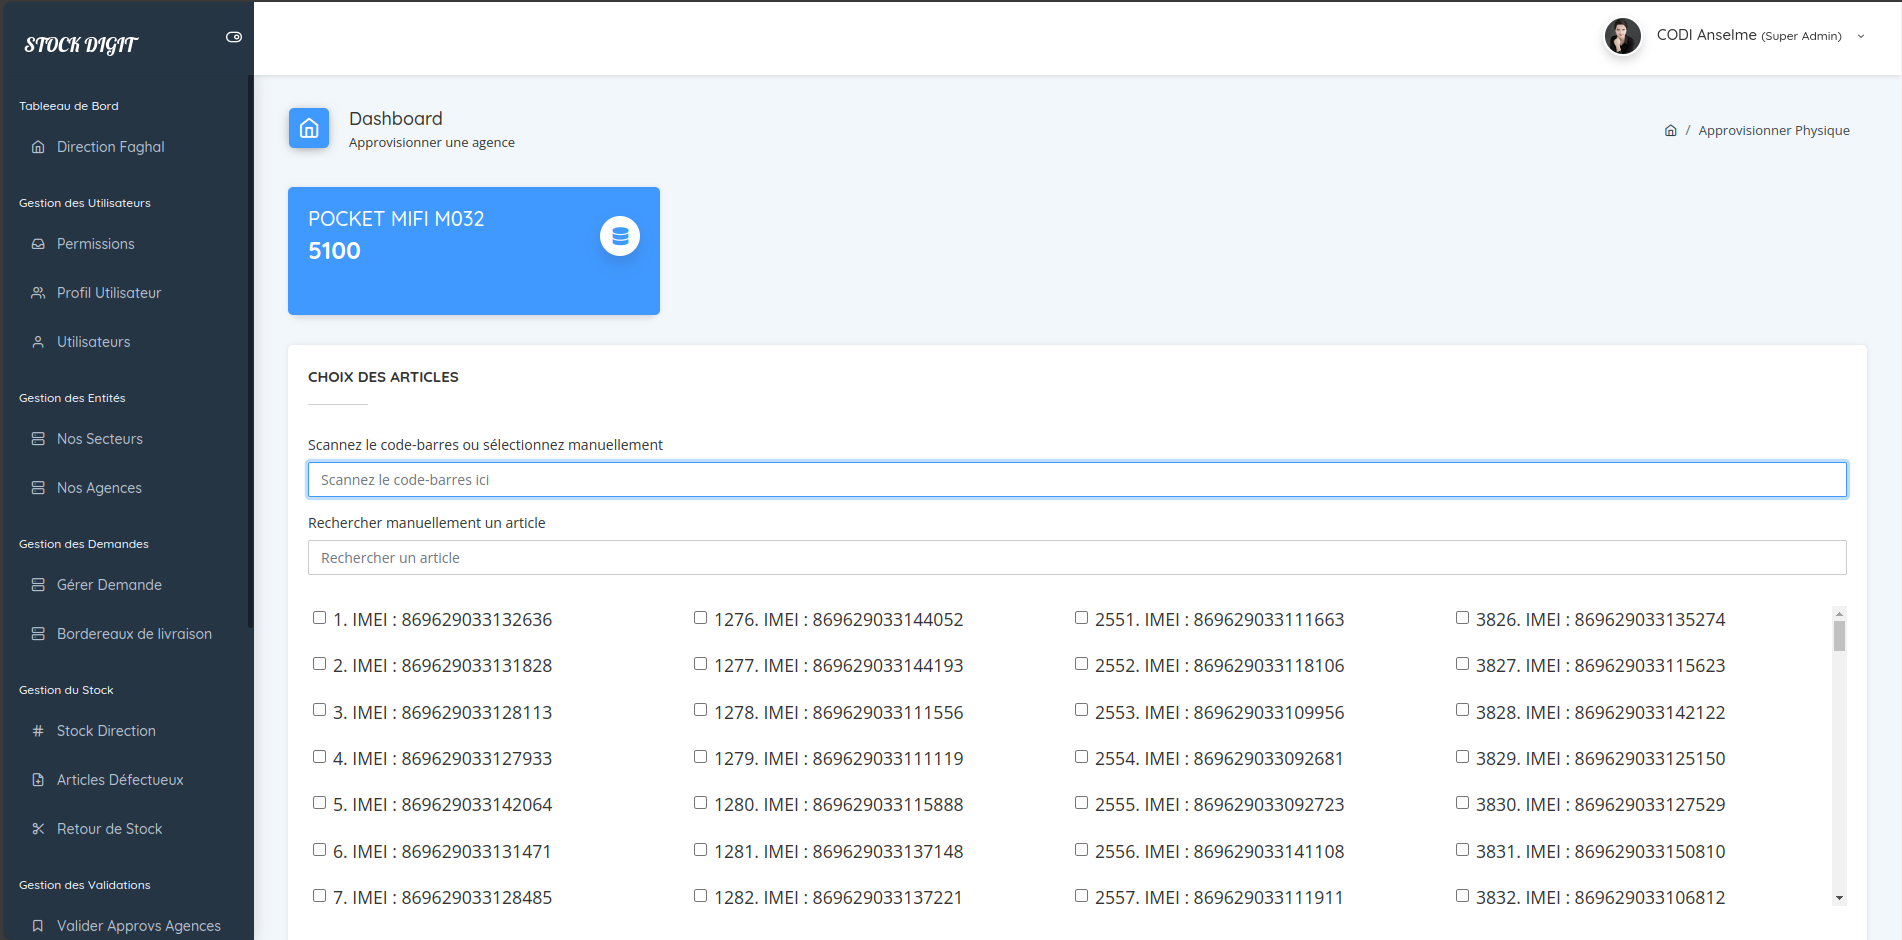 STOCK DIGIT
Tableeau de Bord
Direction Faghal
Gestion des Utilisateurs
Permissions
Profil Utilisateur
Utilisateurs
Gestion des Entités
Nos Secteurs
Nos Agences
Gestion des Demandes
Gérer Demande
Bordereaux de livraison
Gestion du Stock
Stock Direction
Articles Défectueux
Retour de Stock
Gestion des Validations
Valider Approvs Agences
CODI Anselme (Super Admin)
Dashboard
Approvisionner une agence
/ Approvisionner Physique
POCKET MIFI M032
5100
CHOIX DES ARTICLES
Scannez le code-barres ou sélectionnez manuellement
Scannez le code-barres ici
Rechercher manuellement un article
Rechercher un article
1. IMEI : 869629033132636
2. IMEI : 869629033131828
3. IMEI : 869629033128113
4. IMEI : 869629033127933
5. IMEI : 869629033142064
6. IMEI : 869629033131471
7. IMEI : 869629033128485
1276. IMEI : 869629033144052
1277. IMEI : 869629033144193
1278. IMEI : 869629033111556
1279. IMEI : 869629033111119
1280. IMEI : 869629033115888
1281. IMEI : 869629033137148
1282. IMEI : 869629033137221
2551. IMEI : 869629033111663
2552. IMEI : 869629033118106
2553. IMEI : 869629033109956
2554. IMEI : 869629033092681
2555. IMEI : 869629033092723
2556. IMEI : 869629033141108
2557. IMEI : 869629033111911
3826. IMEI : 869629033135274
3827. IMEI : 869629033115623
3828. IMEI : 869629033142122
3829. IMEI : 869629033125150
3830. IMEI : 869629033127529
3831. IMEI : 869629033150810
3832. IMEI : 869629033106812